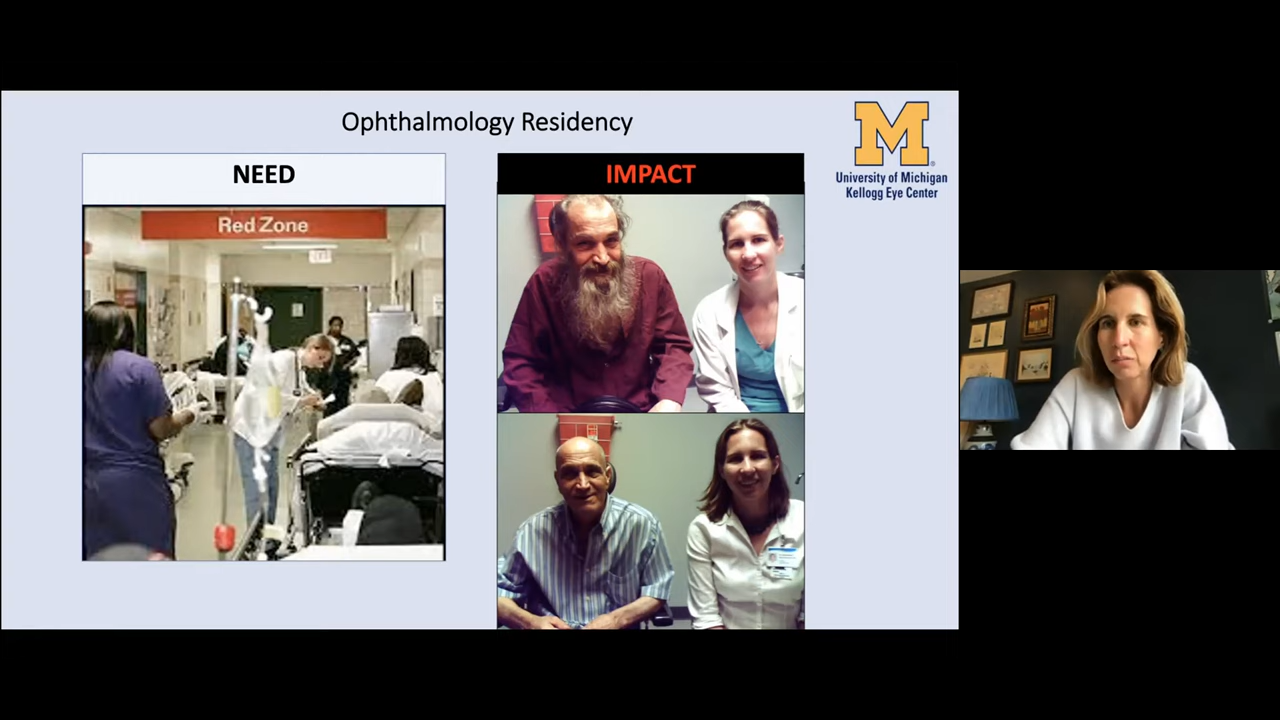 Ophthalmology Residency
NEED
IMPACT
Red Zone
M
University of Michigan
Kellogg Eye Center